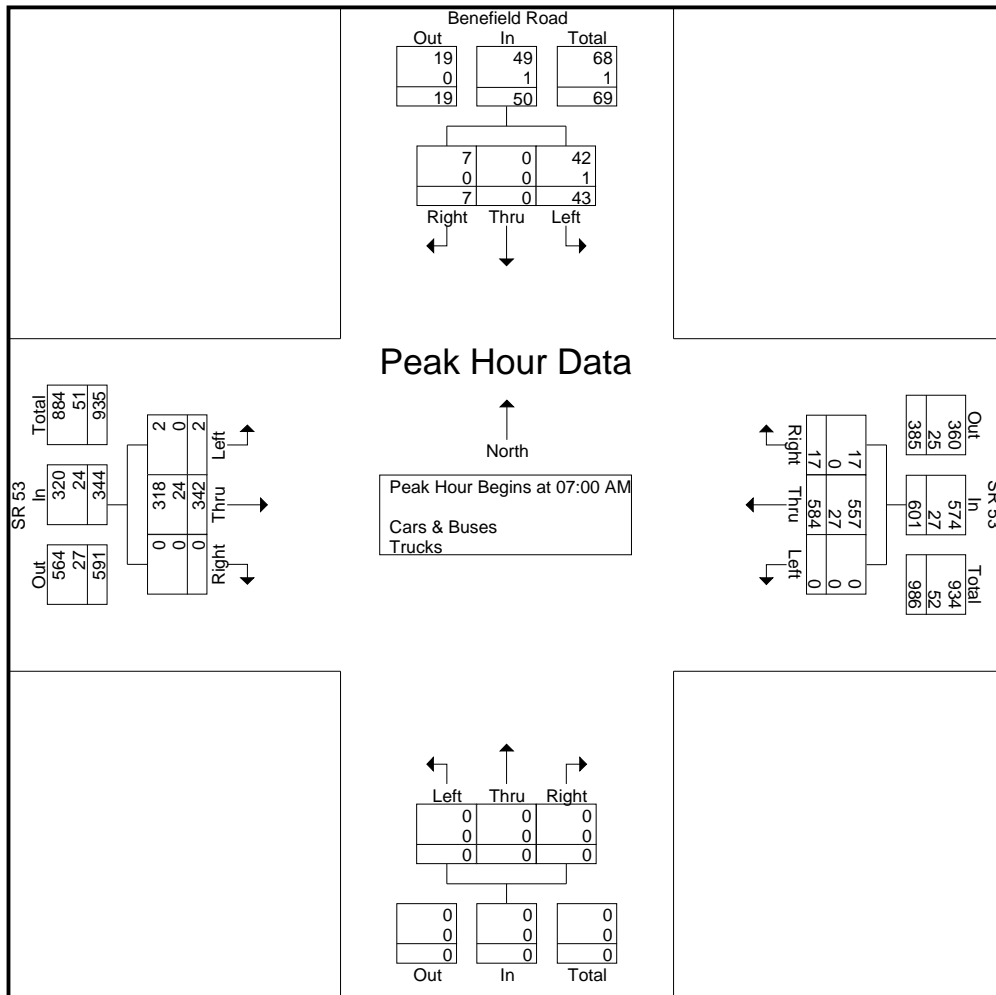 Benefield Road
Out In Total
19 49 68
0 1 1
19 50 69
7 0 42
0 0 1
7 0 43
Right Thru Left
Peak Hour Data
North
Peak Hour Begins at 07:00 AM
Cars & Buses
Trucks
SR 53
Total In Out
884 320 564
51 24 27
935 344 591
2 318 0
0 24 0
2 342 0
Left Thru Right
SR 53
Out In Total
360 574 934
25 27 52
385 601 986
17 557 0
0 27 0
17 584 0
Right Thru Left
Left Thru Right
0 0 0
0 0 0
0 0 0
0 0 0
0 0 0
0 0 0
Out In Total